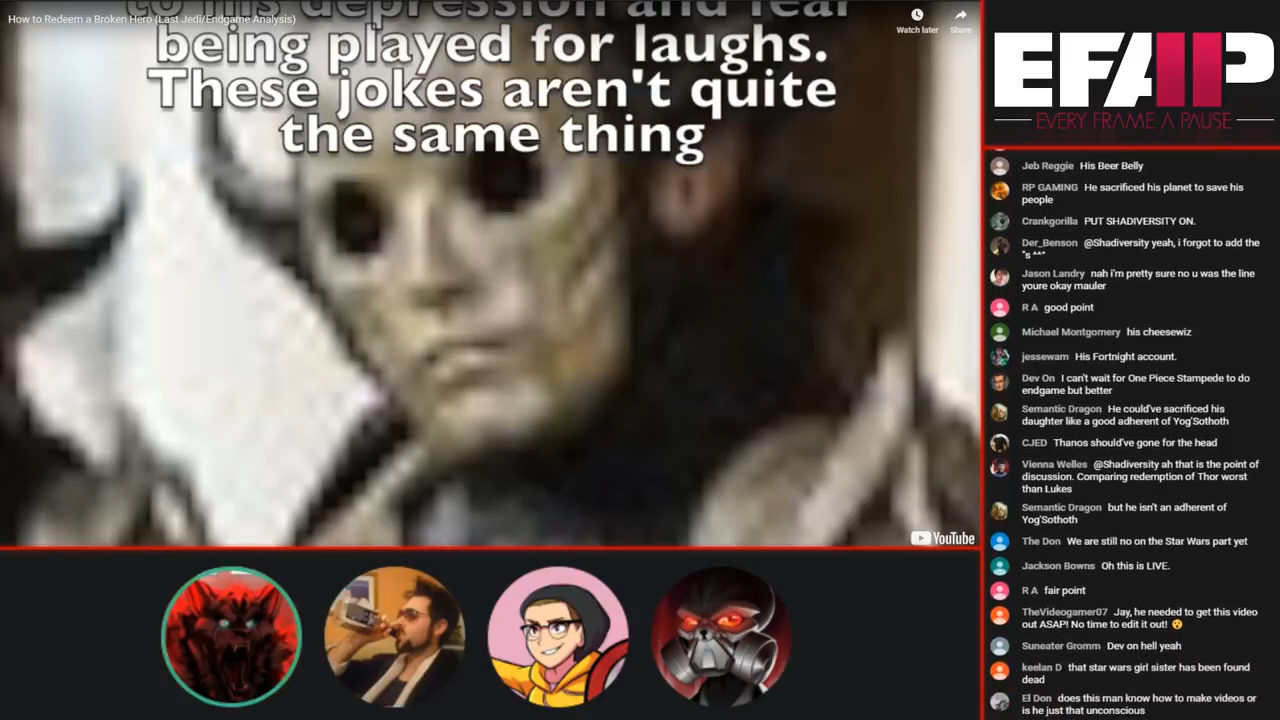 How to Redeem a Broken Hero (Last Jedi/Endgame Analysis)
to his depression and fear
being played for laughs.
These jokes aren't quite
the same thing
Watch later
Share
YouTube
EFAP
EVERY FRAME A PAUSE
Jeb Reggie His Beer Belly
RP GAMING He sacrificed his planet to save his
people
Crankgorilla PUT SHADIVERSITY ON.
Der_Benson @Shadiversity yeah, i forgot to add the
"s ^^"
Jason Landry nah i'm pretty sure no u was the line
youre okay mauler
R A good point
Michael Montgomery his cheesewiz
jessewam His Fortnight account.
Dev On I can't wait for One Piece Stampede to do
endgame but better
Semantic Dragon He could've sacrificed his
daughter like a good adherent of Yog'Sothoth
CJED Thanos should've gone for the head
Vienna Welles @Shadiversity ah that is the point of
discussion. Comparing redemption of Thor worst
than Lukes
Semantic Dragon but he isn't an adherent of
Yog'Sothoth
The Don We are still no on the Star Wars part yet
Jackson Bowns Oh this is LIVE.
R A fair point
TheVideogamer07 Jay, he needed to get this video
out ASAP! No time to edit it out! 😮
Suneater Gromm Dev on hell yeah
keelan D that star wars girl sister has been found
dead
El Don does this man know how to make videos or
is he just that unconscious